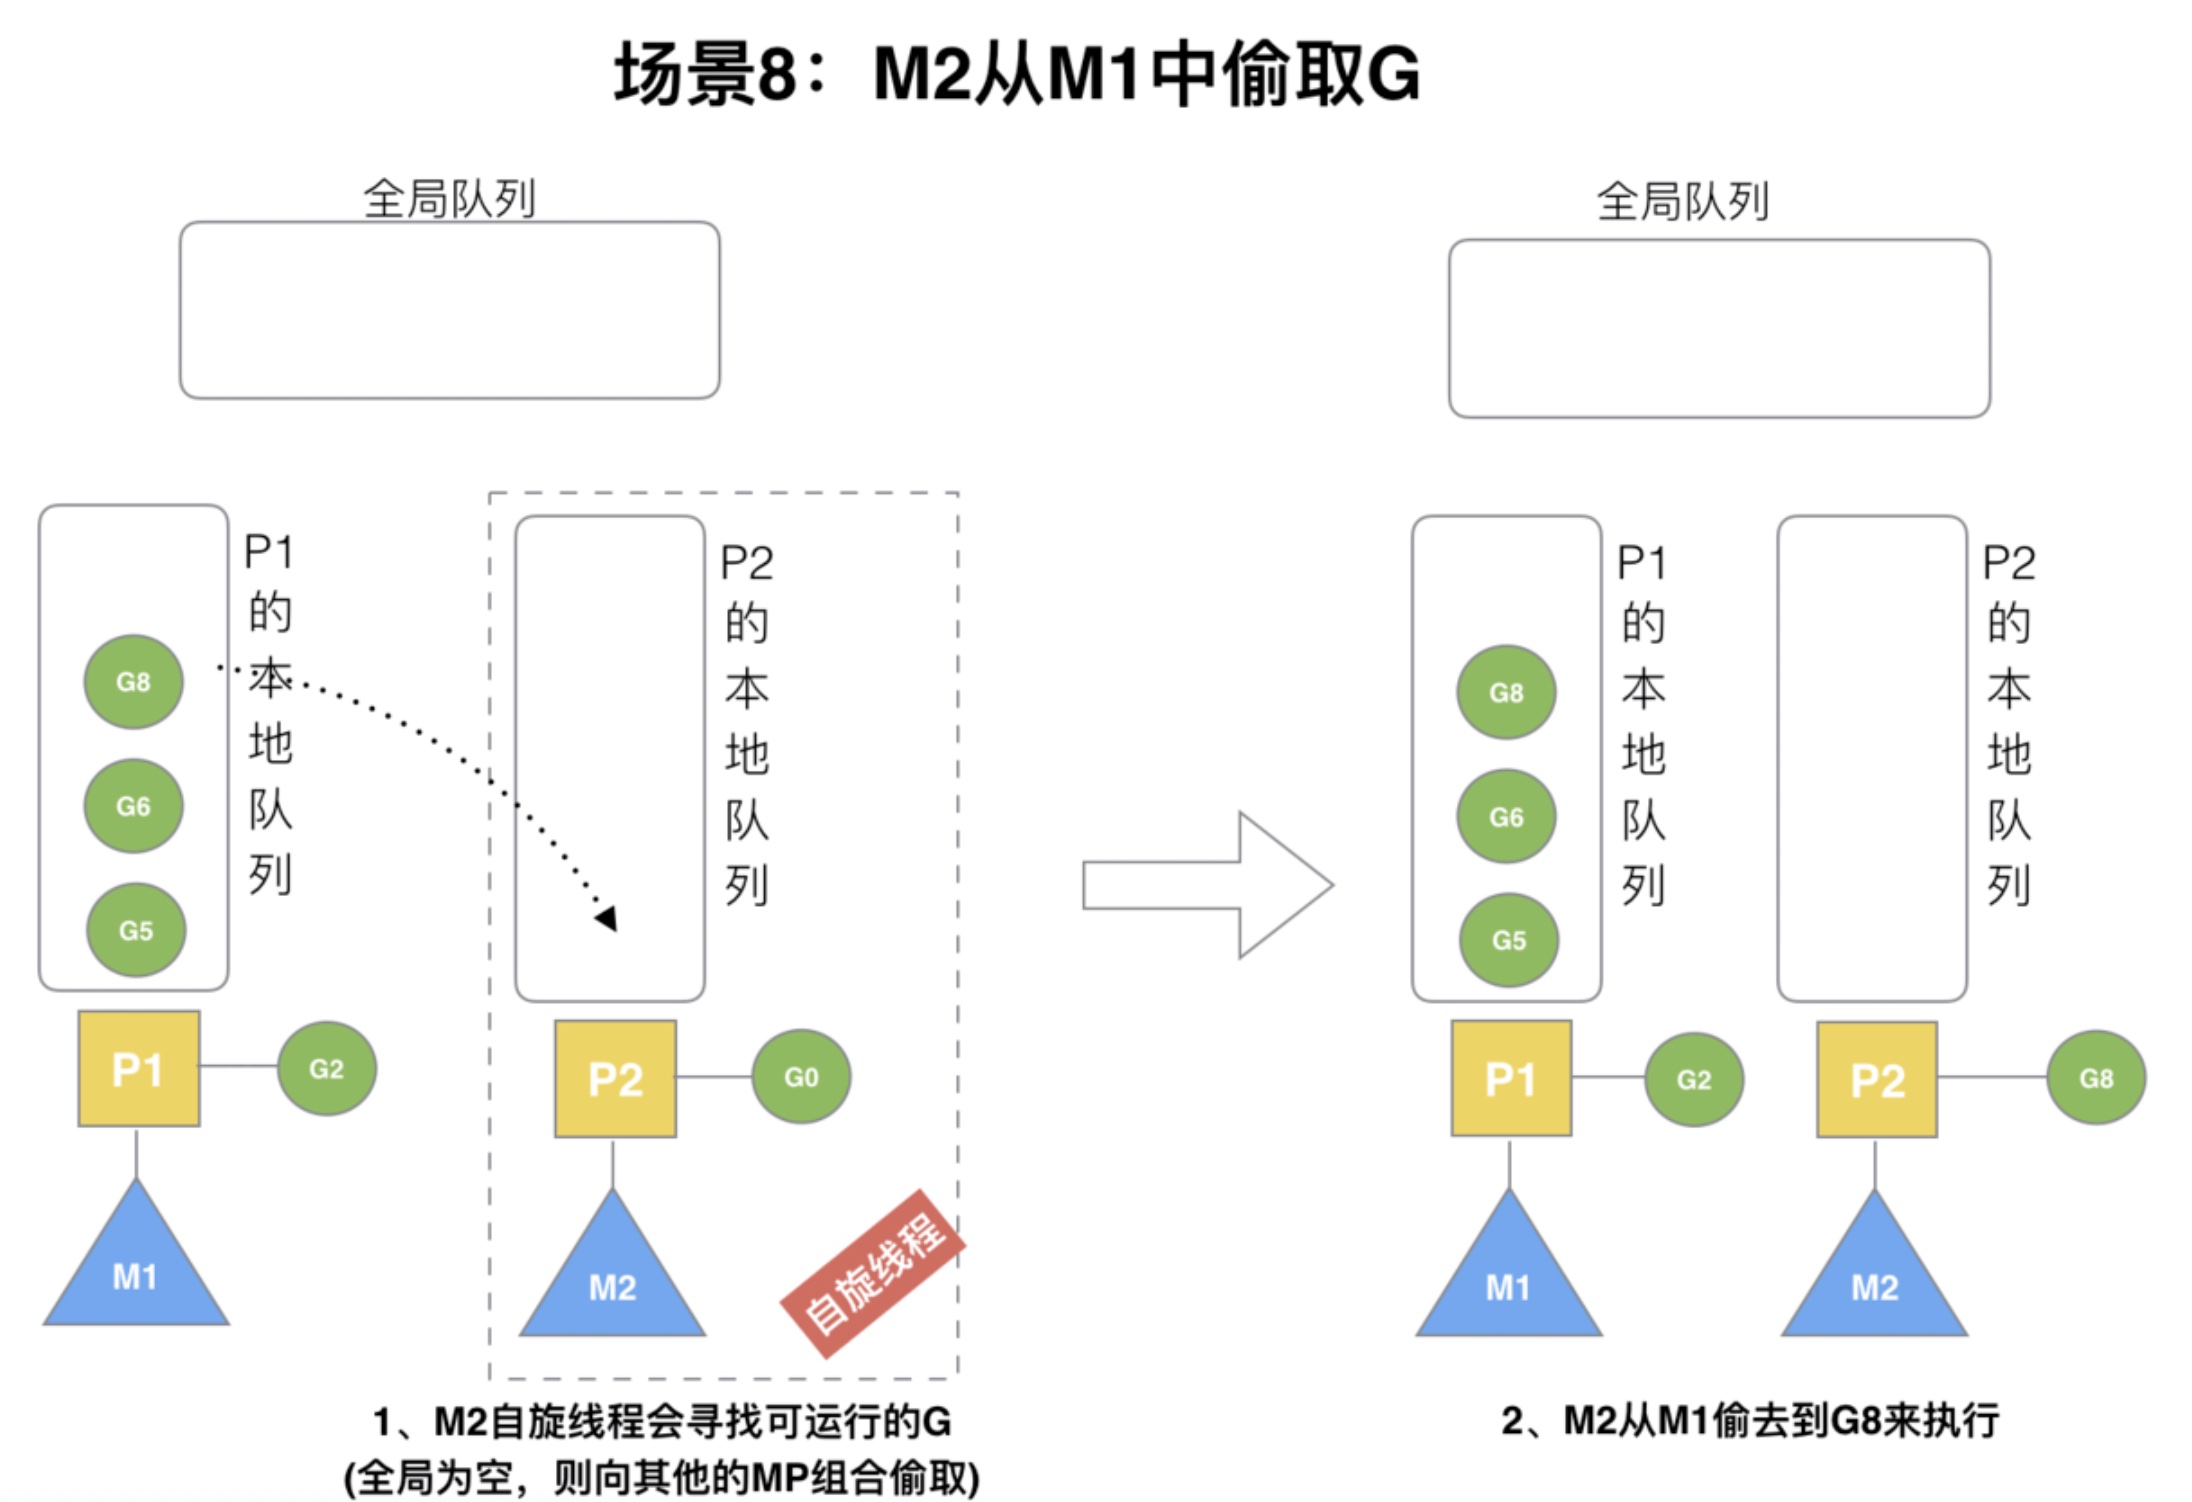 场景8：M2从M1中偷取G
全局队列
P1的本地队列
G8
G6
G5
P1
G2
M1
P2的本地队列
P2
G0
M2
自旋线程
1、M2自旋线程会寻找可运行的G
(全局为空，则向其他的MP组合偷取)
全局队列
P1的本地队列
G8
G6
G5
P1
G2
M1
P2的本地队列
P2
G8
M2
2、M2从M1偷去到G8来执行